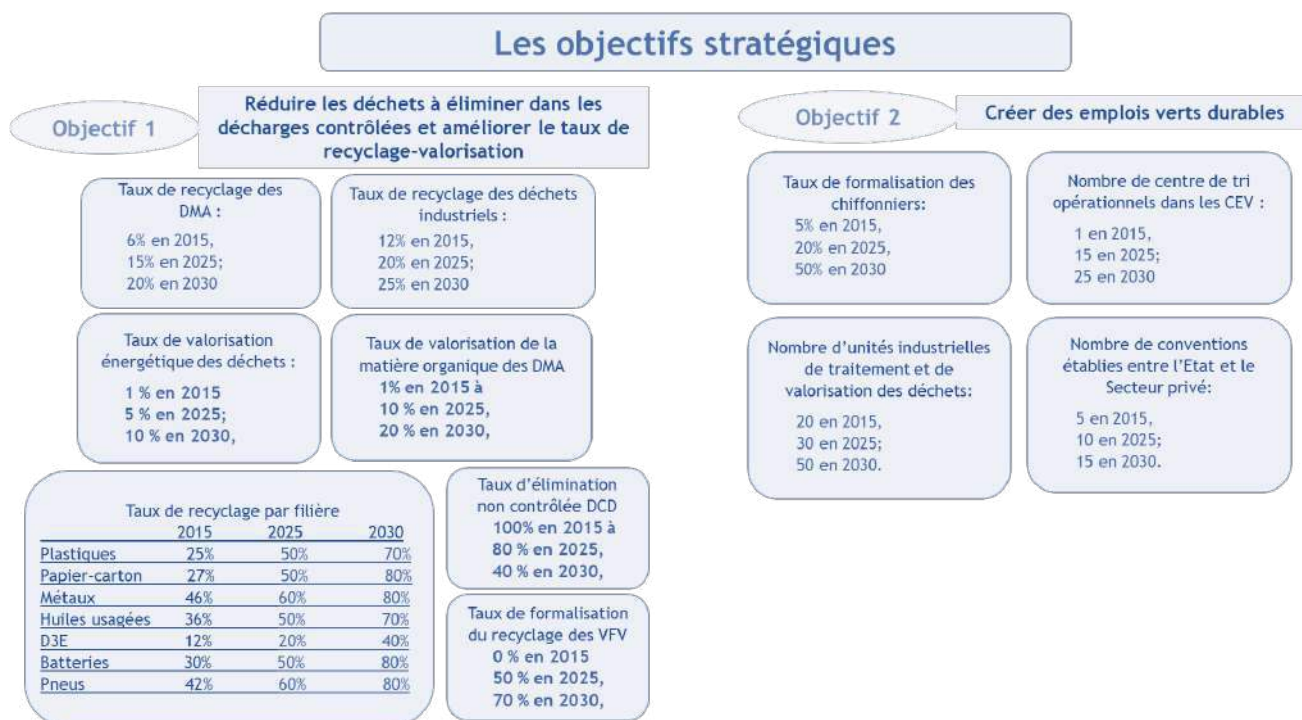 Les objectifs stratégiques
Objectif 1
Réduire les déchets à éliminer dans les
décharges contrôlées et améliorer le taux de
recyclage-valorisation
Taux de recyclage des
DMA :
6% en 2015,
15% en 2025;
20% en 2030
Taux de recyclage des déchets
industriels :
12% en 2015,
20% en 2025;
25% en 2030
Taux de valorisation
énergétique des déchets :
1 % en 2015
5 % en 2025;
10 % en 2030,
Taux de valorisation de la
matière organique des DMA
1% en 2015 à
10 % en 2025,
20 % en 2030,
Taux de recyclage par filière
2015 2025 2030
Plastiques 25% 50% 70%
Papier-carton 27% 50% 80%
Métaux 46% 60% 80%
Huiles usagées 36% 50% 70%
D3E 12% 20% 40%
Batteries 30% 50% 80%
Pneus 42% 60% 80%
Taux d'élimination
non contrôlée DCD
100% en 2015 à
80 % en 2025,
40 % en 2030,
Taux de formalisation
du recyclage des VFV
0 % en 2015
50 % en 2025,
70 % en 2030,
Objectif 2
Créer des emplois verts durables
Taux de formalisation des
chiffonniers:
5% en 2015,
20% en 2025,
50% en 2030
Nombre de centre de tri
opérationnels dans les CEV :
1 en 2015,
15 en 2025;
25 en 2030
Nombre d'unités industrielles
de traitement et de
valorisation des déchets:
20 en 2015,
30 en 2025;
50 en 2030.
Nombre de conventions
établies entre l'Etat et le
Secteur privé:
5 en 2015,
10 en 2025;
15 en 2030.